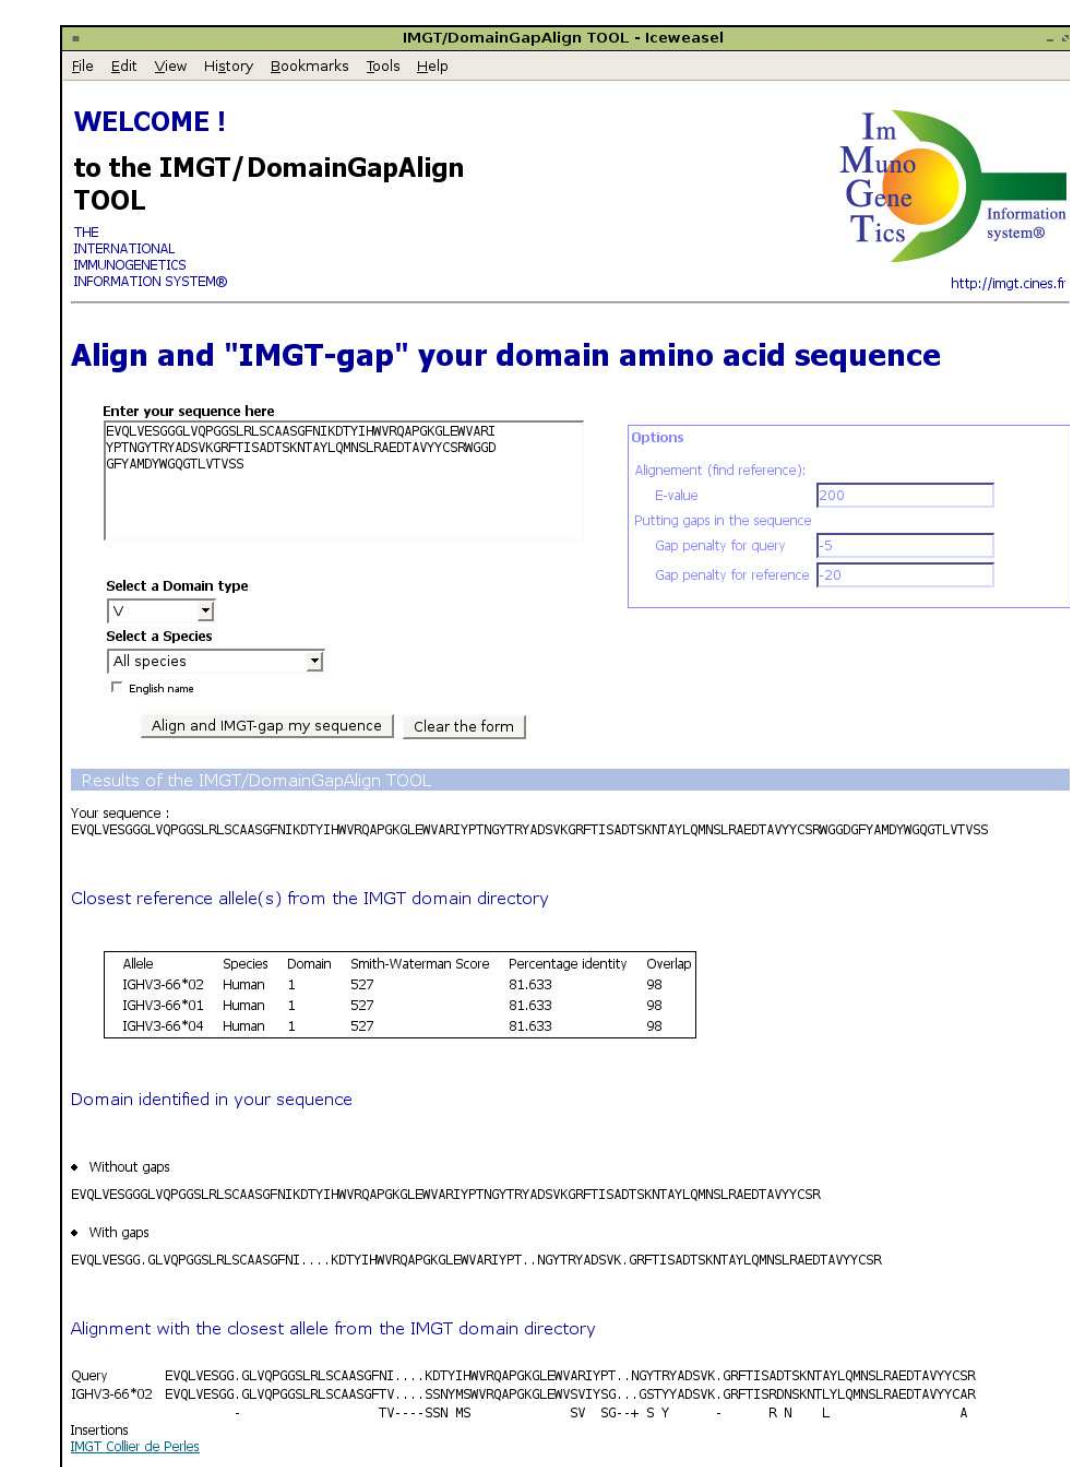 IMGT/DomainGapAlign TOOL - Iceweasel
File Edit View History Bookmarks Tools Help
WELCOME !
to the IMGT/DomainGapAlign
TOOL
THE
INTERNATIONAL
IMMUNOGENETICS
INFORMATION SYSTEM®
Im
Muno
Gene
Tics
Information
system®
http://imgt.cines.fr
Align and "IMGT-gap" your domain amino acid sequence
Enter your sequence here
EVQLVESGGGLVQPGGSLRLSCAASGFNIKDTYIHWVRQAPGKGLEWVARI
YPTNGYTRYADSVKGRFTISADTSKNTAYLQMNSLRAEDTAVYYCSRWGGD
GFYAMDYWGQGTLVTVSS
Options
Alignement (find reference):
E-value 200
Putting gaps in the sequence
Gap penalty for query -5
Gap penalty for reference -20
Select a Domain type
V
Select a Species
All species
English name
Align and IMGT-gap my sequence Clear the form
Results of the IMGT/DomainGapAlign TOOL
Your sequence :
EVQLVESGGGLVQPGGSLRLSCAASGFNIKDTYIHWVRQAPGKGLEWVARIYPTNGYTRYADSVKGRFTISADTSKNTAYLQMNSLRAEDTAVYYCSRWGGDGFYAMDYWGQGTLVTVSS
Closest reference allele(s) from the IMGT domain directory
Allele Species Domain Smith-Waterman Score Percentage identity Overlap
IGHV3-66*02 Human 1 527 81.633 98
IGHV3-66*01 Human 1 527 81.633 98
IGHV3-66*04 Human 1 527 81.633 98
Domain identified in your sequence
Without gaps
EVQLVESGGGLVQPGGSLRLSCAASGFNIKDTYIHWVRQAPGKGLEWVARIYPTNGYTRYADSVKGRFTISADTSKNTAYLQMNSLRAEDTAVYYCSR
With gaps
EVQLVESGG.GLVQPGGSLRLSCAASGFNI....KDTYIHWVRQAPGKGLEWVARIYPT..NGYTRYADSVK.GRFTISADTSKNTAYLQMNSLRAEDTAVYYCSR
Alignment with the closest allele from the IMGT domain directory
Query EVQLVESGG.GLVQPGGSLRLSCAASGFNI....KDTYIHWVRQAPGKGLEWVARIYPT..NGYTRYADSVK.GRFTISADTSKNTAYLQMNSLRAEDTAVYYCSR
IGHV3-66*02 EVQLVESGG.GLVQPGGSLRLSCAASGFTV....SSNYMSWVRQAPGKGLEWVSVIYSG...GSTYYADSVK.GRFTISRDNSKNTLYLQMNSLRAEDTAVYYCAR
- TV----SSN MS SV SG--+ S Y - R N L A
Insertions
IMGT Collier de Perles